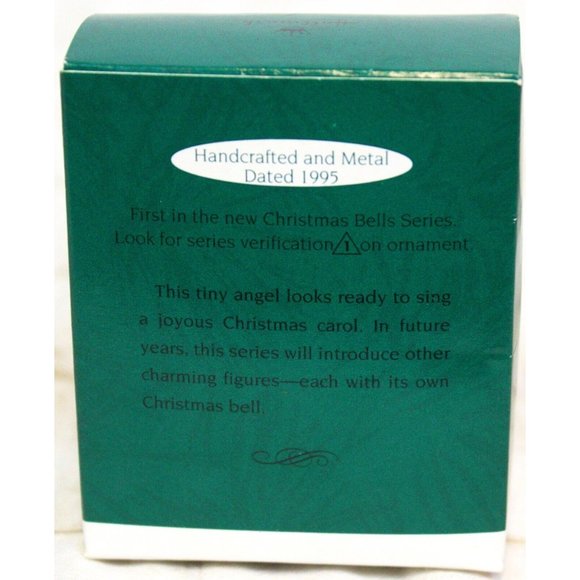 Handcrafted and Metal
Dated 1995
First in the new Christmas Bells Series.
Look for series verification 1 on ornament.
This tiny angel looks ready to sing
a joyous Christmas carol. In future
years, this series will introduce other
charming figures—each with its own
Christmas bell.